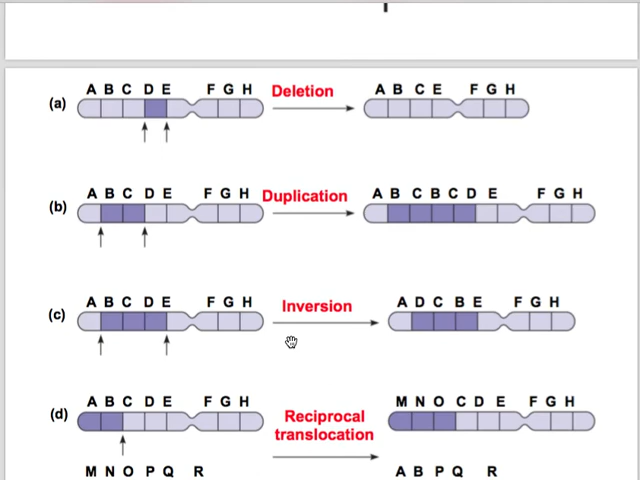 A B C D E F G H Deletion A B C E F G H
(a)
A B C D E F G H Duplication A B C B C D E F G H
(b)
A B C D E F G H Inversion A D C B E F G H
(c)
A B C D E F G H M N O C D E F G H
(d) Reciprocal
translocation
M N O P Q R A B P Q R